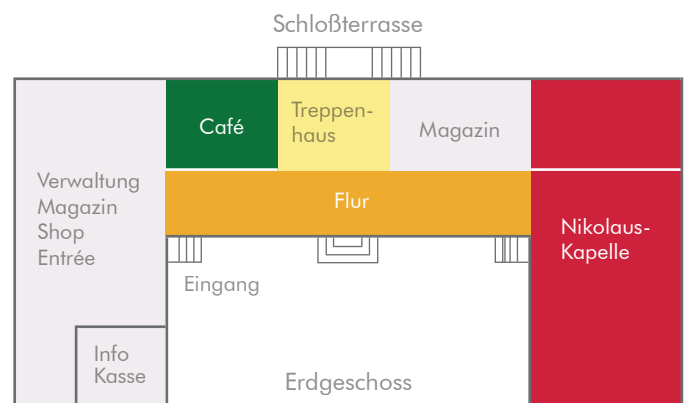 Schloßterrasse
Café
Treppen-
haus
Magazin
Verwaltung
Magazin
Shop
Entrée
Flur
Nikolaus-
Kapelle
Eingang
Info
Kasse
Erdgeschoss